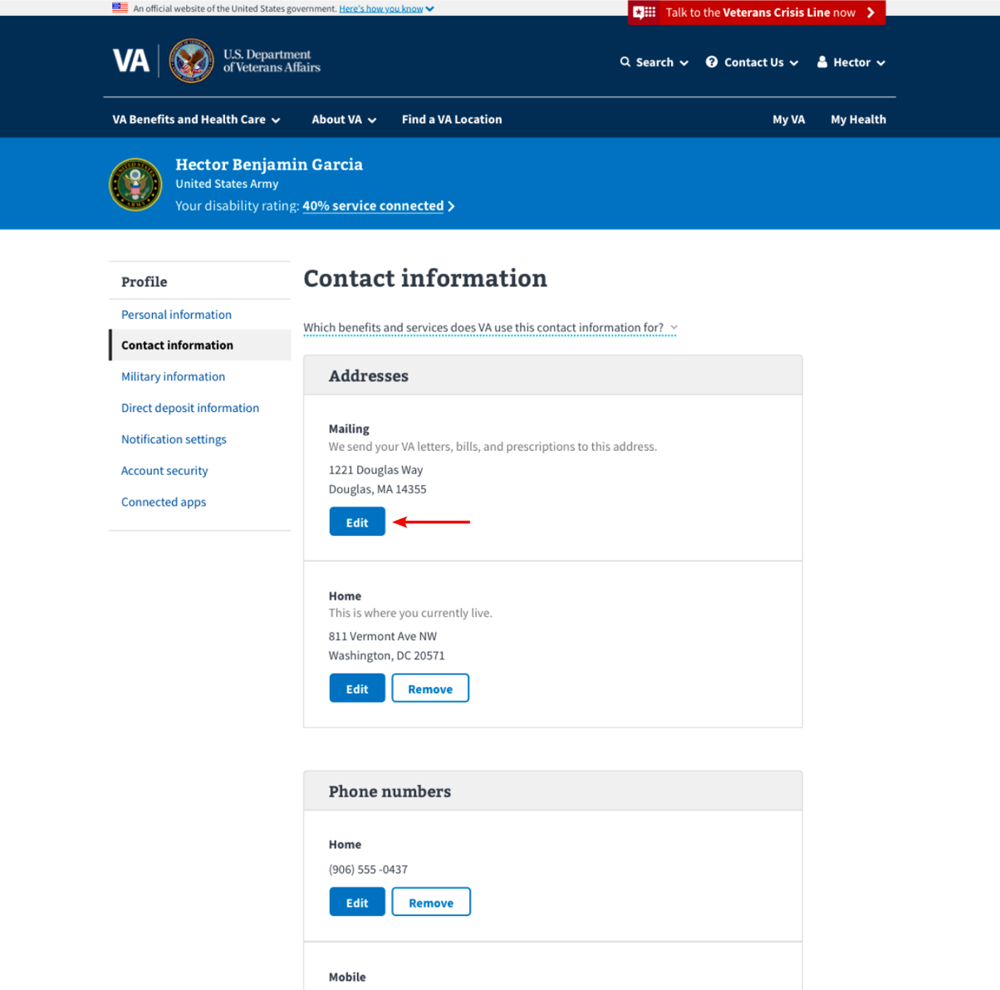 An official website of the United States government. Here's how you know
Talk to the Veterans Crisis Line now
VA
U.S. Department
of Veterans Affairs
Search
Contact Us
Hector
VA Benefits and Health Care
About VA
Find a VA Location
My VA
My Health
Hector Benjamin Garcia
United States Army
Your disability rating: 40% service connected
Profile
Personal information
Contact information
Military information
Direct deposit information
Notification settings
Account security
Connected apps
Contact information
Which benefits and services does VA use this contact information for?
Addresses
Mailing
We send your VA letters, bills, and prescriptions to this address.
1221 Douglas Way
Douglas, MA 14355
Edit
Home
This is where you currently live.
811 Vermont Ave NW
Washington, DC 20571
Edit
Remove
Phone numbers
Home
(906) 555 -0437
Edit
Remove
Mobile